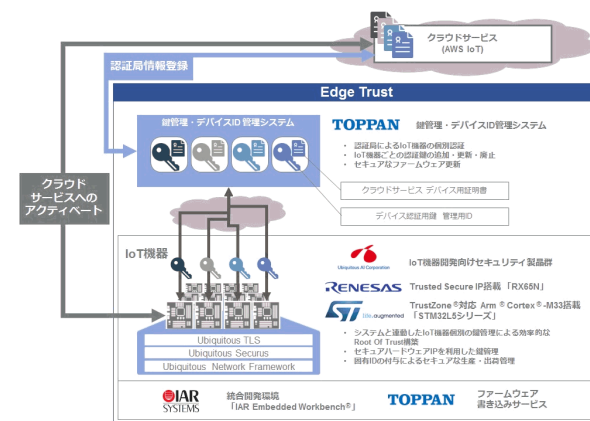 クラウドサービス
(AWS IoT)
認証局情報登録
Edge Trust
鍵管理・デバイスID 管理システム
TOPPAN 鍵管理・デバイスID管理システム
・ 認証局によるIoT機器の個別認証
・ IoT機器ごとの認証鍵の追加・更新・廃止
・ セキュアなファームウェア更新
クラウドサービス デバイス用証明書
デバイス認証用鍵 管理用ID
クラウド
サービスへの
アクティベート
IoT機器
Ubiquitous AI Corporation
IoT機器開発向けセキュリティ製品群
RENESAS Trusted Secure IP搭載「RX65N」
ST life.augmented
TrustZone®対応 Arm ® Cortex ® -M33搭載
「STM32L5シリーズ」
・ システムと連動したIoT機器個別の鍵管理による効率的な
Root Of Trust構築
・ セキュアハードウェアIPを利用した鍵管理
・ 固有IDの付与によるセキュアな生産・出荷管理
Ubiquitous TLS
Ubiquitous Securus
Ubiquitous Network Framework
IAR
SYSTEMS
統合開発環境
「IAR Embedded Workbench®」
TOPPAN
ファームウェア
書き込みサービス